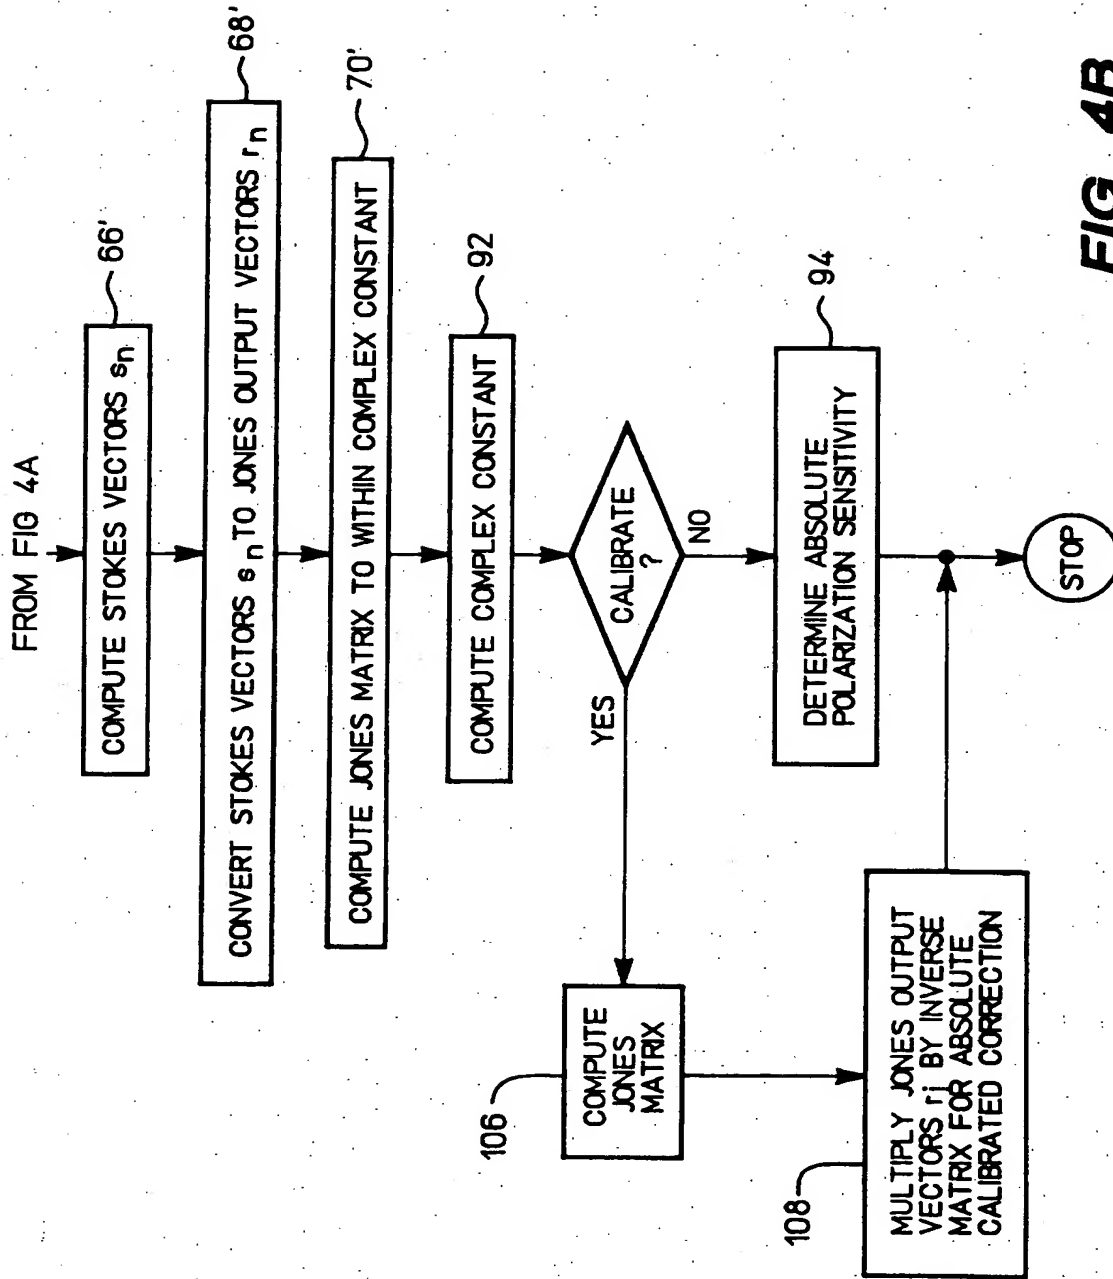 FROM FIG 4A
COMPUTE STOKES VECTORS sn
66'
CONVERT STOKES VECTORS sn TO JONES OUTPUT VECTORS rn
68'
COMPUTE JONES MATRIX TO WITHIN COMPLEX CONSTANT
70'
COMPUTE COMPLEX CONSTANT
92
CALIBRATE
?
YES
NO
106
COMPUTE
JONES
MATRIX
DETERMINE ABSOLUTE
POLARIZATION SENSITIVITY
94
108
MULTIPLY JONES OUTPUT
VECTORS ri BY INVERSE
MATRIX FOR ABSOLUTE
CALIBRATED CORRECTION
STOP
FIG 4B